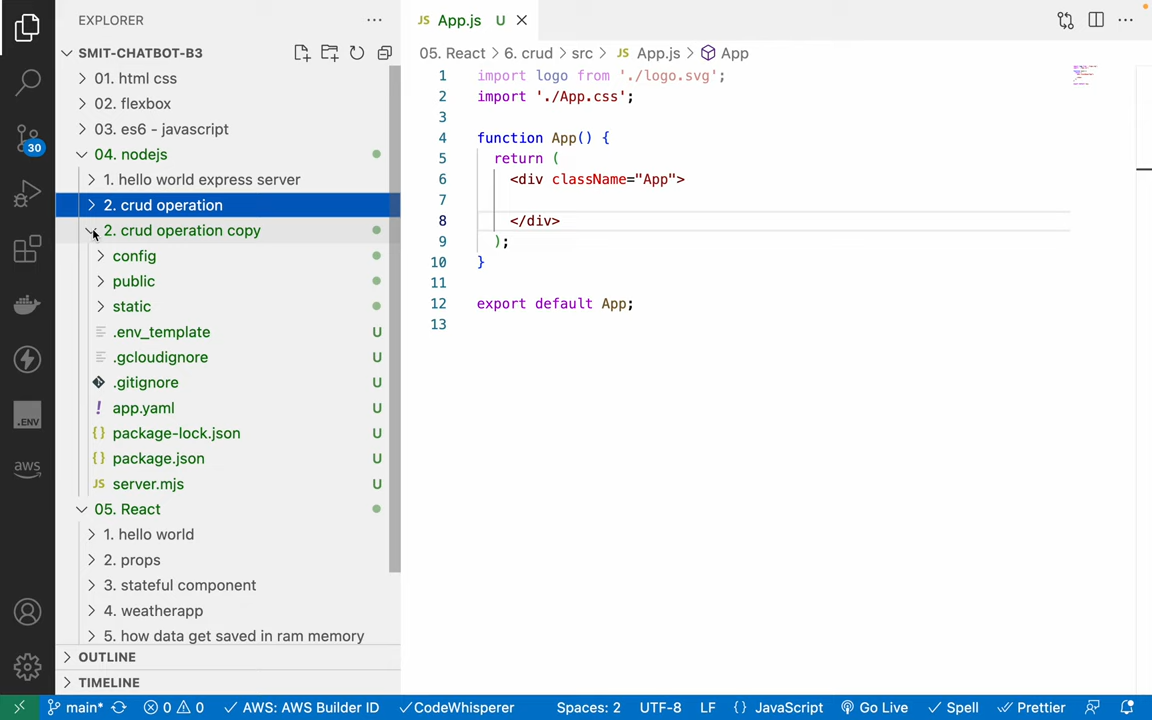 EXPLORER
SMIT-CHATBOT-B3
01. html css
02. flexbox
03. es6 - javascript
04. nodejs
1. hello world express server
2. crud operation
2. crud operation copy
config
public
static
.env_template U
.gcloudignore U
.gitignore U
! app.yaml U
{} package-lock.json U
{} package.json U
JS server.mjs U
05. React
1. hello world
2. props
3. stateful component
4. weatherapp
5. how data get saved in ram memory
OUTLINE
TIMELINE
30
.ENV
aws
JS App.js U
05. React > 6. crud > src > JS App.js > App
1 import logo from './logo.svg';
2 import './App.css';
3
4 function App() {
5 return (
6 <div className="App">
7
8 </div>
9 );
10 }
11
12 export default App;
13
main* 0 0 AWS: AWS Builder ID CodeWhisperer Spaces: 2 UTF-8 LF {} JavaScript Go Live Spell Prettier